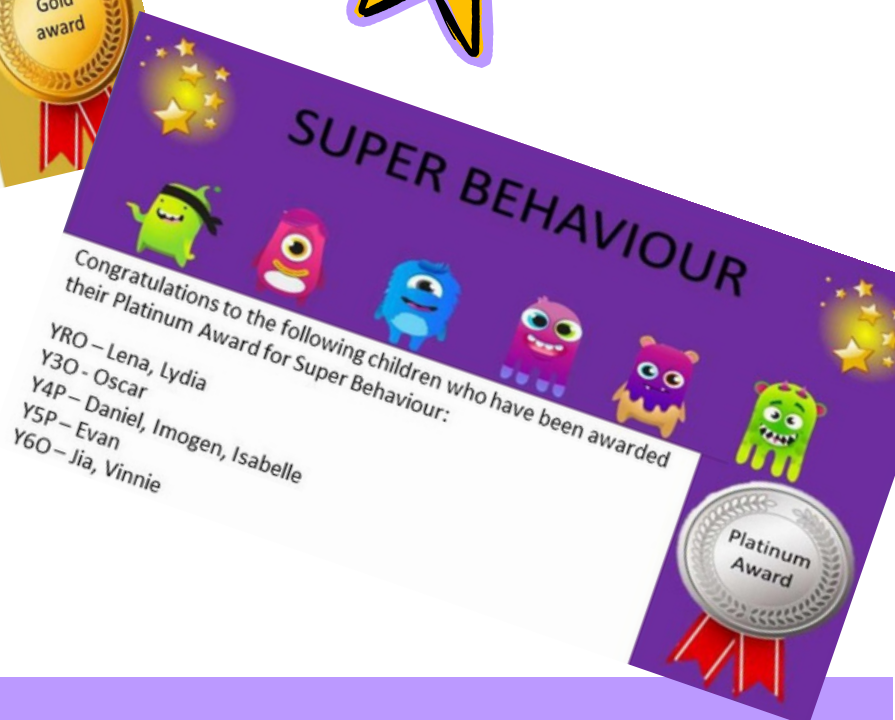 Gold
award
SUPER BEHAVIOUR
Congratulations to the following children who have been awarded
their Platinum Award for Super Behaviour:
YRO – Lena, Lydia
Y3O - Oscar
Y4P – Daniel, Imogen, Isabelle
Y5P – Evan
Y6O – Jia, Vinnie
Platinum
Award